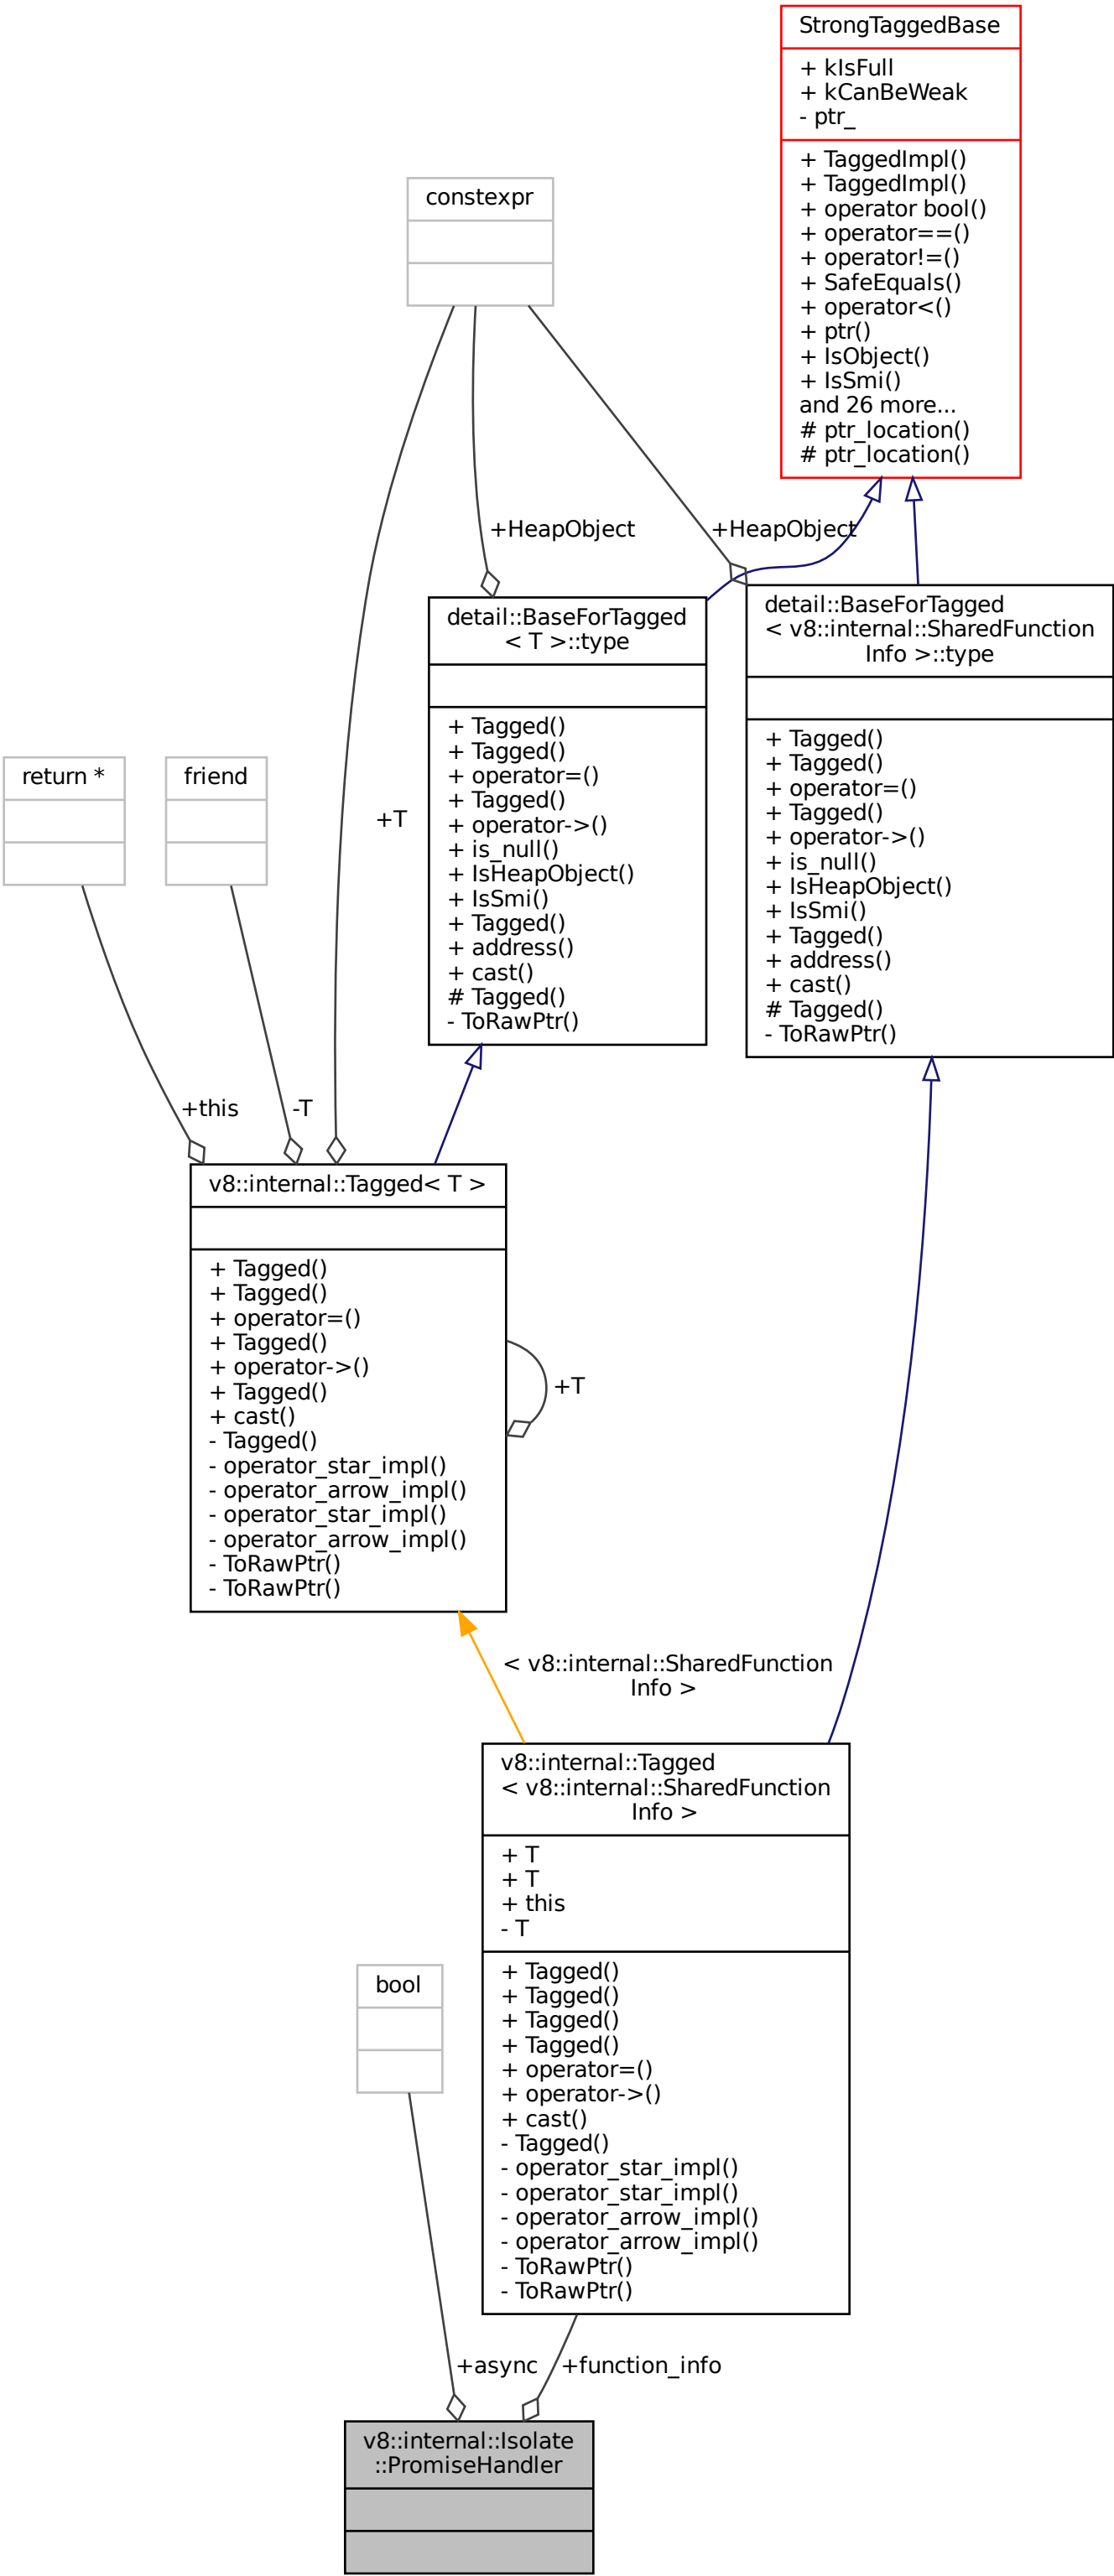 StrongTaggedBase
+ kIsFull
+ kCanBeWeak
- ptr_
+ TaggedImpl()
+ TaggedImpl()
+ operator bool()
+ operator==()
+ operator!=()
+ SafeEquals()
+ operator<()
+ ptr()
+ IsObject()
+ IsSmi()
and 26 more...
# ptr_location()
# ptr_location()
constexpr
+HeapObject
+HeapObject
detail::BaseForTagged
< T >::type
+ Tagged()
+ Tagged()
+ operator=()
+ Tagged()
+ operator->()
+ is_null()
+ IsHeapObject()
+ IsSmi()
+ Tagged()
+ address()
+ cast()
# Tagged()
- ToRawPtr()
detail::BaseForTagged
< v8::internal::SharedFunction
Info >::type
+ Tagged()
+ Tagged()
+ operator=()
+ Tagged()
+ operator->()
+ is_null()
+ IsHeapObject()
+ IsSmi()
+ Tagged()
+ address()
+ cast()
# Tagged()
- ToRawPtr()
return *
friend
+T
+this
-T
v8::internal::Tagged< T >
+ Tagged()
+ Tagged()
+ operator=()
+ Tagged()
+ operator->()
+ Tagged()
+ cast()
- Tagged()
- operator_star_impl()
- operator_arrow_impl()
- operator_star_impl()
- operator_arrow_impl()
- ToRawPtr()
- ToRawPtr()
+T
< v8::internal::SharedFunction
Info >
v8::internal::Tagged
< v8::internal::SharedFunction
Info >
+ T
+ T
+ this
- T
+ Tagged()
+ Tagged()
+ Tagged()
+ Tagged()
+ operator=()
+ operator->()
+ cast()
- Tagged()
- operator_star_impl()
- operator_star_impl()
- operator_arrow_impl()
- operator_arrow_impl()
- ToRawPtr()
- ToRawPtr()
bool
+async
+function_info
v8::internal::Isolate
::PromiseHandler